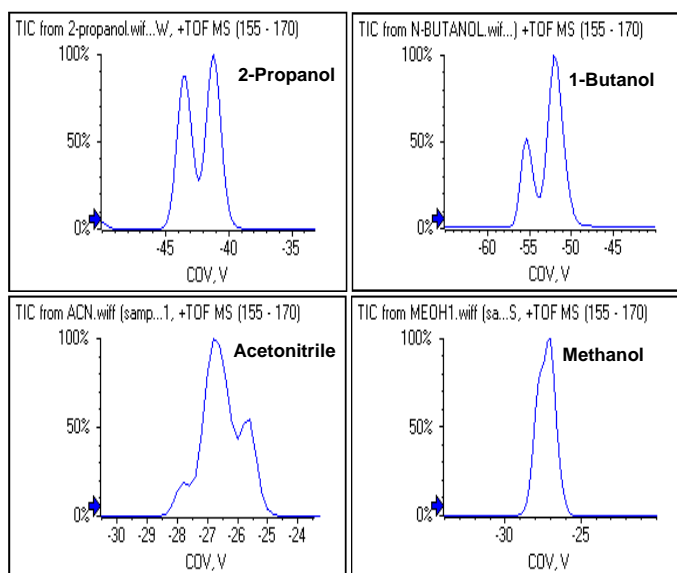 TIC from 2-propanol.wif...W, +TOF MS (155 - 170)
100%
2-Propanol
50%
0%
-45
-40
-35
COV, V
TIC from N-BUTANOL.wif...) +TOF MS (155 - 170)
100%
1-Butanol
50%
0%
-60
-55
-50
-45
COV, V
TIC from ACN.wiff (samp...1, +TOF MS (155 - 170)
100%
Acetonitrile
50%
0%
-30
-29
-28
-27
-26
-25
-24
COV, V
TIC from MEOH1.wiff (sa...S, +TOF MS (155 - 170)
100%
Methanol
50%
0%
-30
-25
COV, V